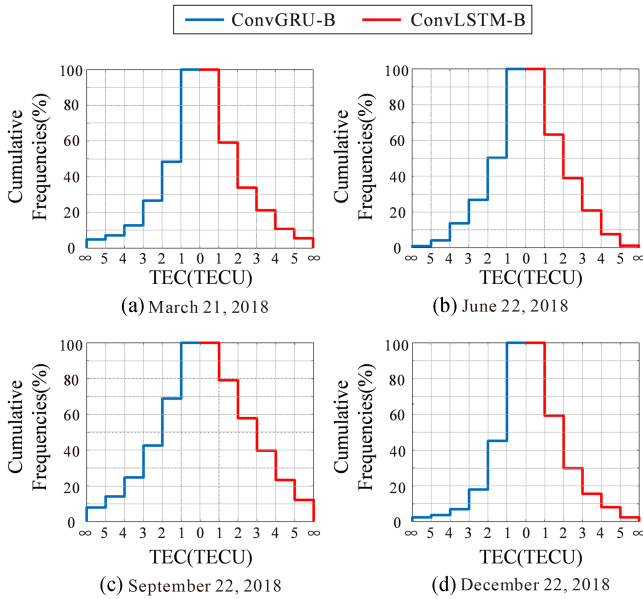 ConvGRU-B ConvLSTM-B
Cumulative
Frequencies(%)
100
80
60
40
20
0
∞ 5 4 3 2 1 0 1 2 3 4 5 ∞
TEC(TECU)
(a) March 21, 2018
Cumulative
Frequencies(%)
100
80
60
40
20
0
∞ 5 4 3 2 1 0 1 2 3 4 5 ∞
TEC(TECU)
(b) June 22, 2018
Cumulative
Frequencies(%)
100
80
60
40
20
0
∞ 5 4 3 2 1 0 1 2 3 4 5 ∞
TEC(TECU)
(c) September 22, 2018
Cumulative
Frequencies(%)
100
80
60
40
20
0
∞ 5 4 3 2 1 0 1 2 3 4 5 ∞
TEC(TECU)
(d) December 22, 2018